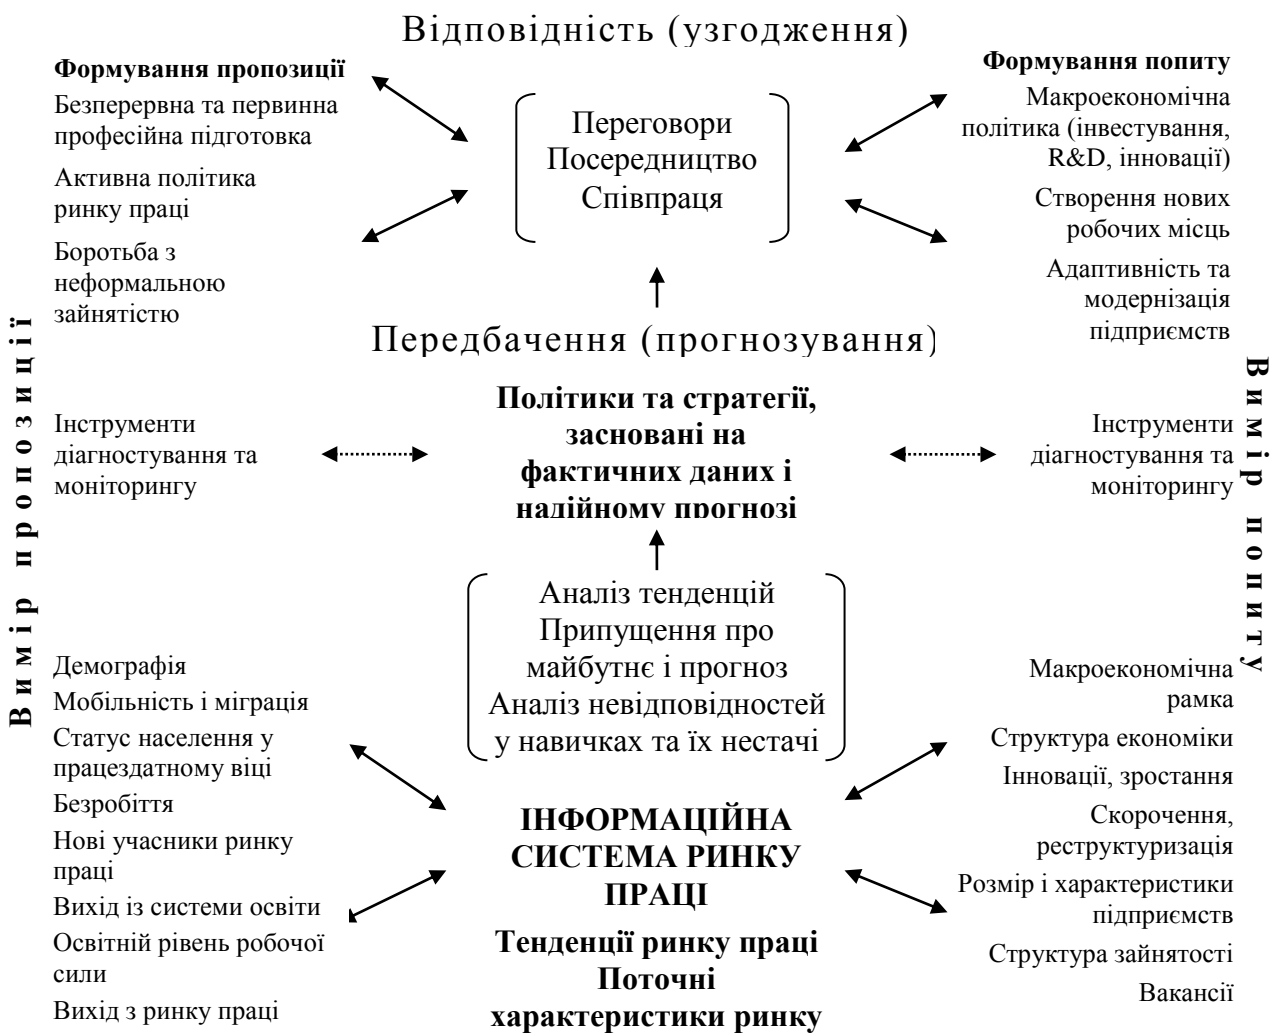 Відповідність (узгодження)
Формування пропозиції
Безперервна та первинна
професійна підготовка
Активна політика
ринку праці
Боротьба з
неформальною
зайнятістю
Переговори
Посередництво
Співпраця
Формування попиту
Макроекономічна
політика (інвестування,
R&D, інновації)
Створення нових
робочих місць
Адаптивність та
модернізація
підприємств
Передбачення (прогнозування)
Вимір пропозиції
Інструменти
діагностування та
моніторингу
Політики та стратегії,
засновані на
фактичних даних і
надійному прогнозі
Інструменти
діагностування та
моніторингу
Вимір попиту
Аналіз тенденцій
Припущення про
майбутнє і прогноз
Аналіз невідповідностей
у навичках та їх нестачі
Демографія
Мобільність і міграція
Статус населення у
працездатному віці
Безробіття
Нові учасники ринку
праці
Вихід із системи освіти
Освітній рівень робочої
сили
Вихід з ринку праці
ІНФОРМАЦІЙНА
СИСТЕМА РИНКУ
ПРАЦІ
Тенденції ринку праці
Поточні
характеристики ринку
Макроекономічна
рамка
Структура економіки
Інновації, зростання
Скорочення,
реструктуризація
Розмір і характеристики
підприємств
Структура зайнятості
Вакансії